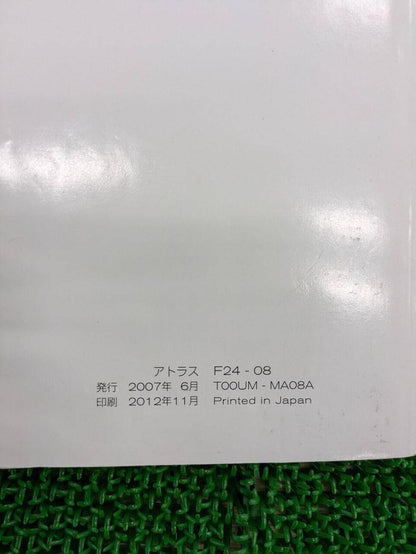 アトラス F24 - 08
発行 2007年 6月 T00UM - MA08A
印刷 2012年11月 Printed in Japan